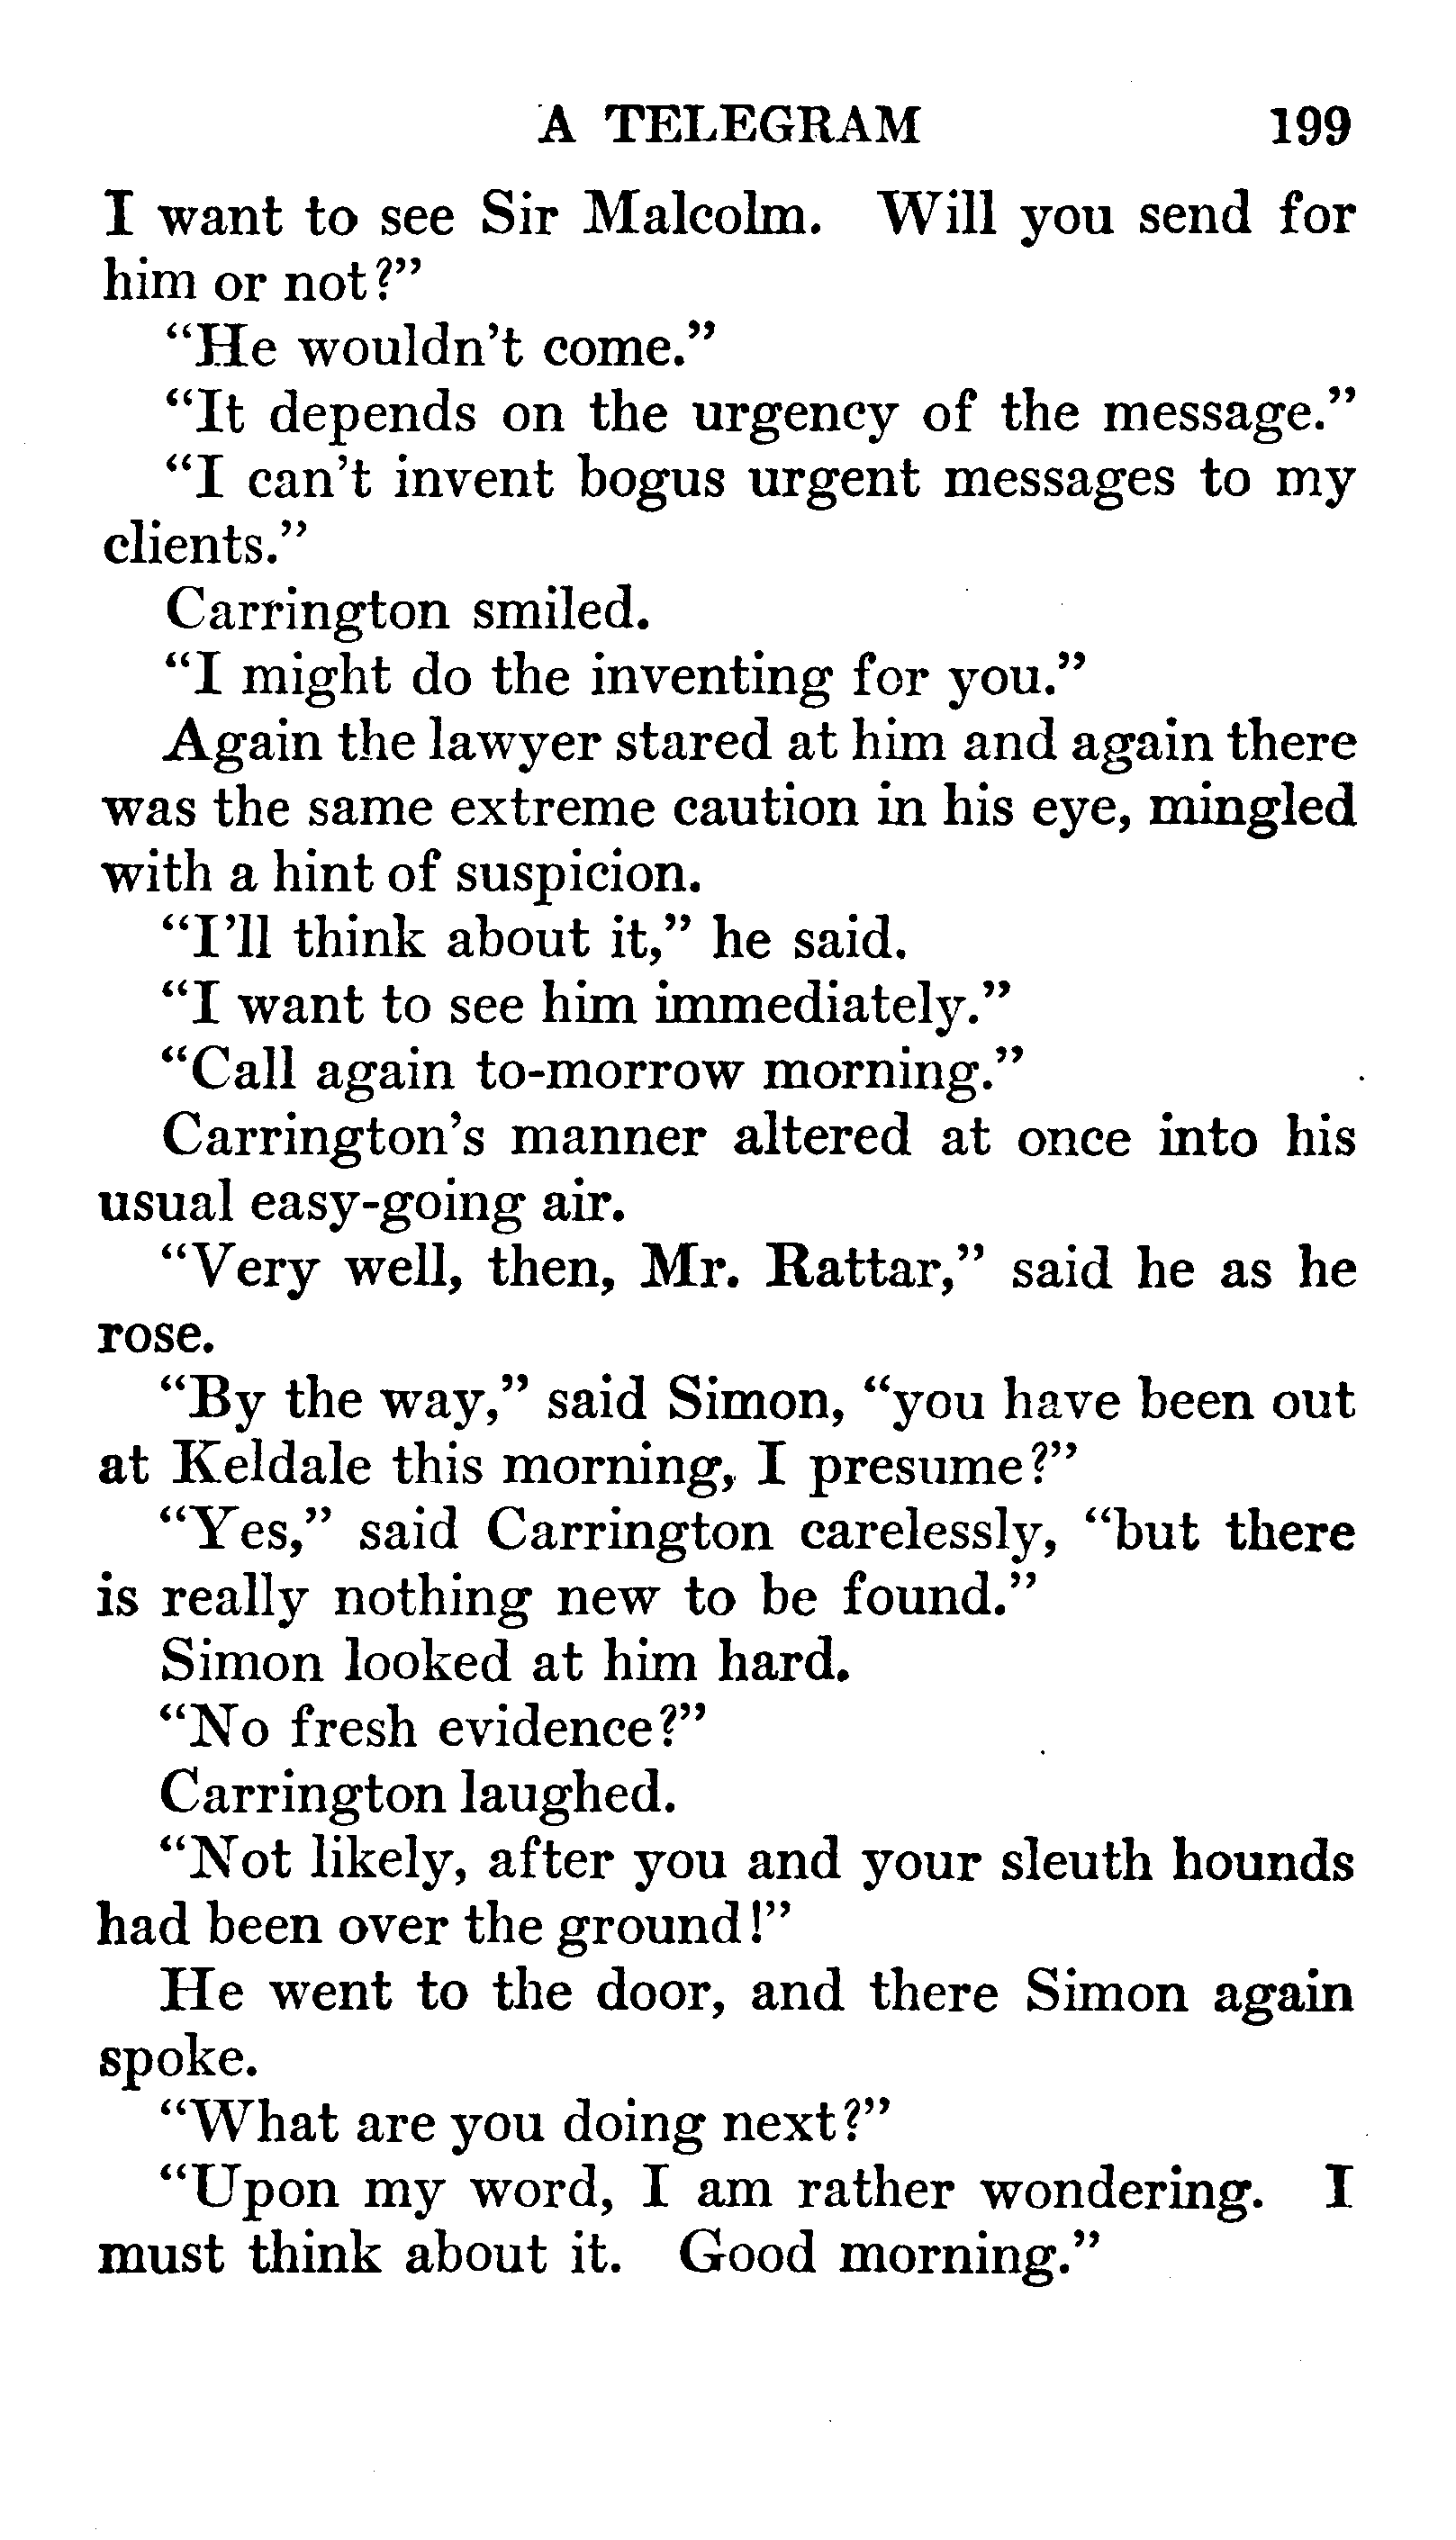 A TELEGRAM 199
I want to see Sir Malcolm. Will you send for
him or not?"
"He wouldn't come."
"It depends on the urgency of the message."
"I can't invent bogus urgent messages to my
clients."
Carrington smiled.
"I might do the inventing for you."
Again the lawyer stared at him and again there
was the same extreme caution in his eye, mingled
with a hint of suspicion.
"I'll think about it," he said.
"I want to see him immediately."
"Call again to-morrow morning."
Carrington's manner altered at once into his
usual easy-going air.
"Very well, then, Mr. Rattar," said he as he
rose.
"By the way," said Simon, "you have been out
at Keldale this morning, I presume?"
"Yes," said Carrington carelessly, "but there
is really nothing new to be found."
Simon looked at him hard.
"No fresh evidence?"
Carrington laughed.
"Not likely, after you and your sleuth hounds
had been over the ground!"
He went to the door, and there Simon again
spoke.
"What are you doing next?"
"Upon my word, I am rather wondering. I
must think about it. Good morning."